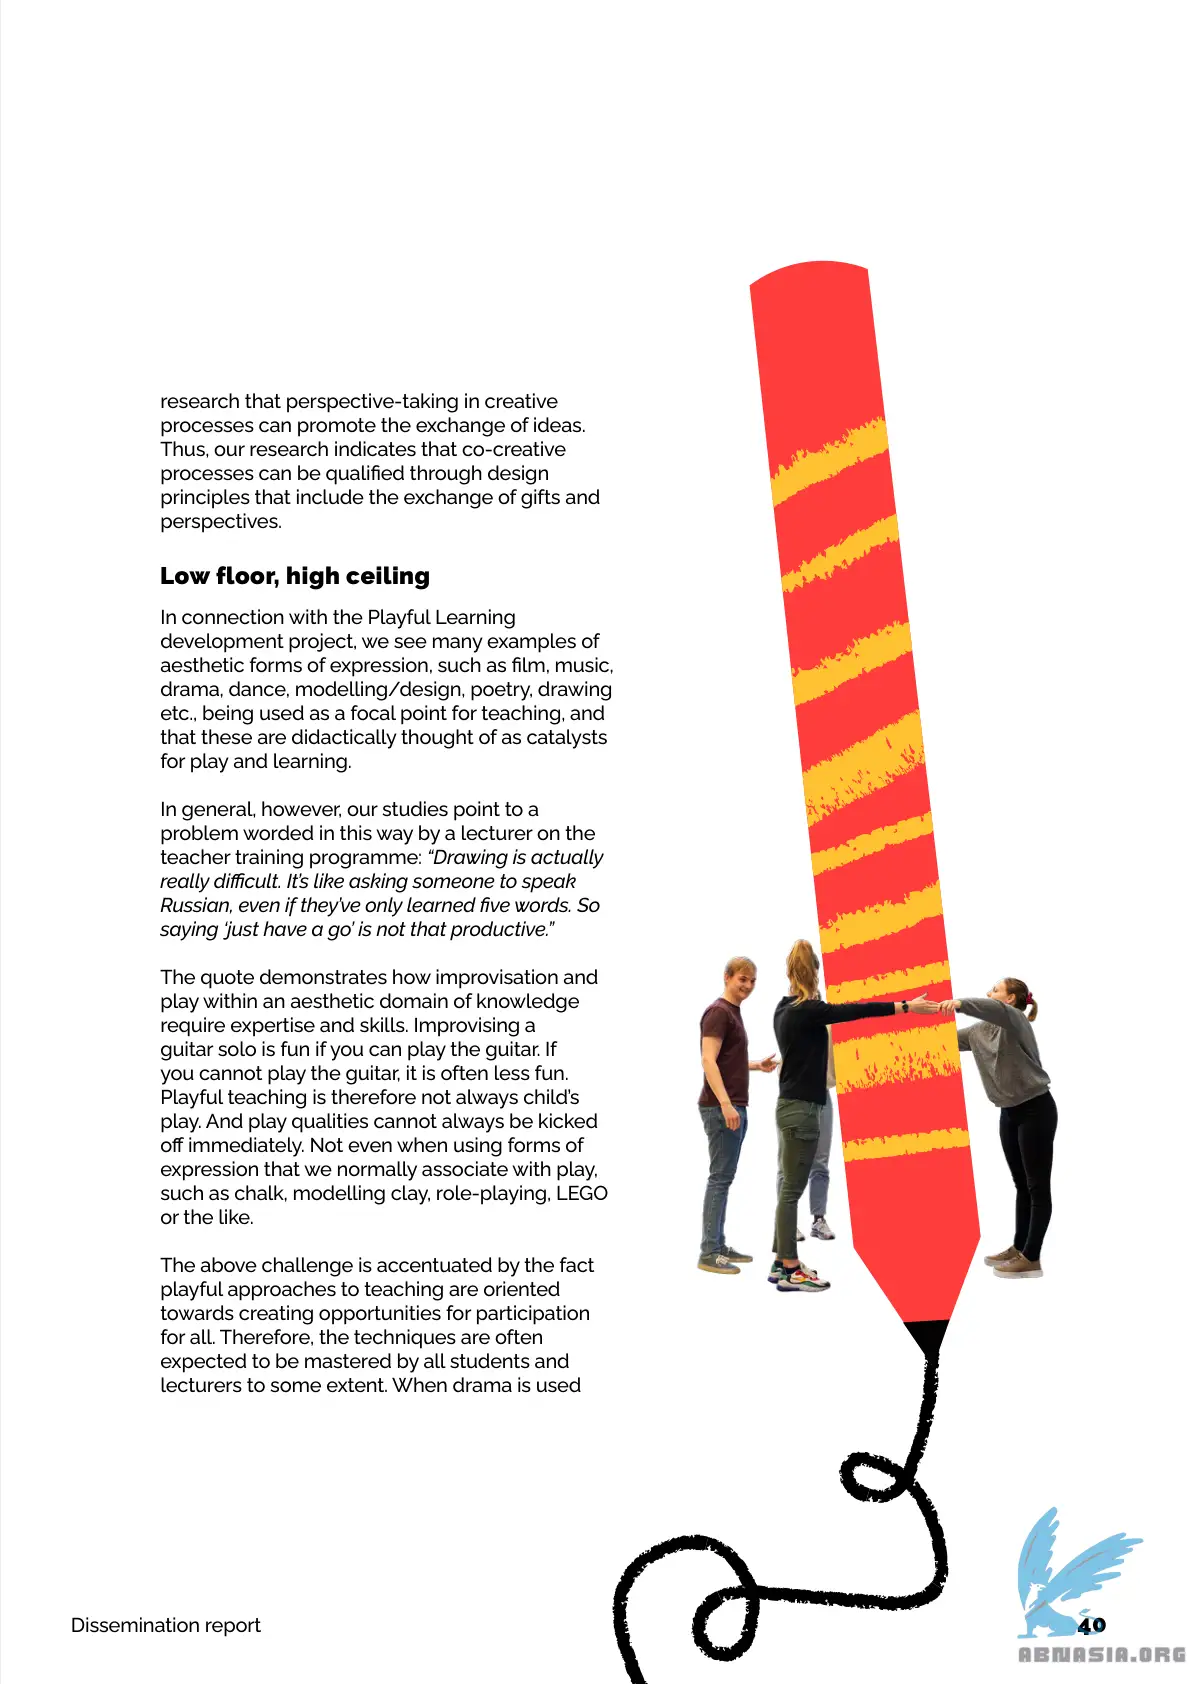 research that perspective-taking in creative
processes can promote the exchange of ideas.
Thus, our research indicates that co-creative
processes can be qualified through design
principles that include the exchange of gifts and
perspectives.
Low floor, high ceiling
In connection with the Playful Learning
development project, we see many examples of
aesthetic forms of expression, such as film, music,
drama, dance, modelling/design, poetry, drawing
etc., being used as a focal point for teaching, and
that these are didactically thought of as catalysts
for play and learning.
In general, however, our studies point to a
problem worded in this way by a lecturer on the
teacher training programme: “Drawing is actually
really difficult. It’s like asking someone to speak
Russian, even if they’ve only learned five words. So
saying ‘just have a go’ is not that productive.”
The quote demonstrates how improvisation and
play within an aesthetic domain of knowledge
require expertise and skills. Improvising a
guitar solo is fun if you can play the guitar. If
you cannot play the guitar, it is often less fun.
Playful teaching is therefore not always child’s
play. And play qualities cannot always be kicked
off immediately. Not even when using forms of
expression that we normally associate with play,
such as chalk, modelling clay, role-playing, LEGO
or the like.
The above challenge is accentuated by the fact
playful approaches to teaching are oriented
towards creating opportunities for participation
for all. Therefore, the techniques are often
expected to be mastered by all students and
lecturers to some extent. When drama is used
Dissemination report
40
ABNASIA.ORG